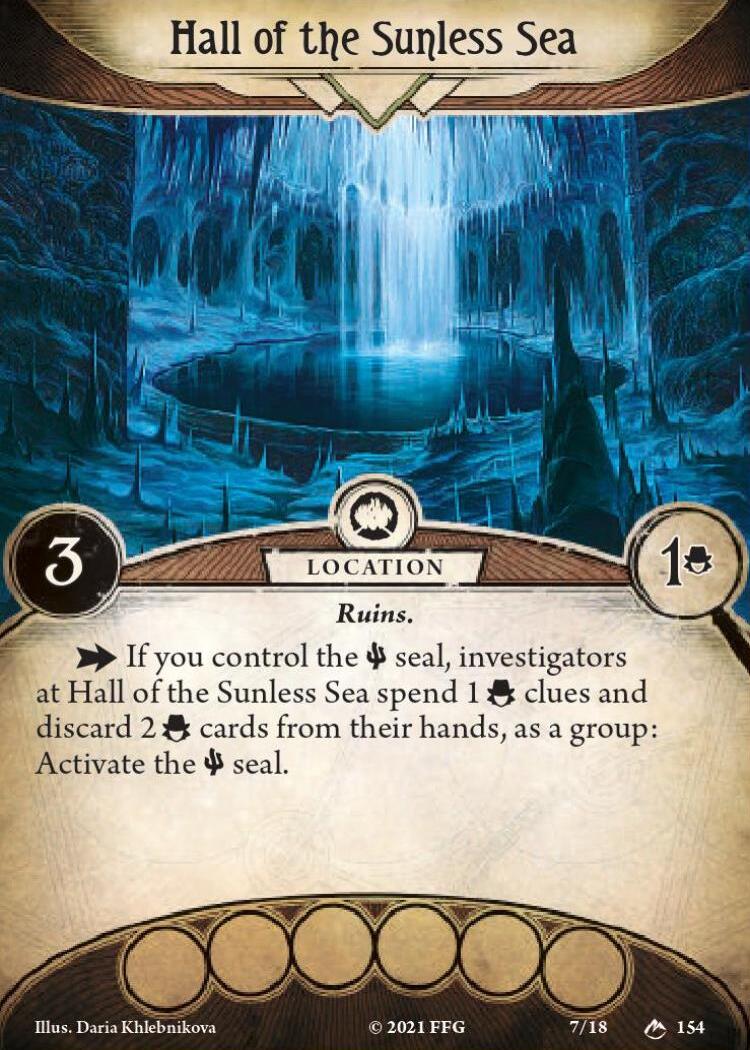 Hall of the Sunless Sea
3
1
LOCATION
Ruins.
If you control the seal, investigators
at Hall of the Sunless Sea spend 1 clues and
discard 2 cards from their hands, as a group:
Activate the seal.
Illus. Daria Khlebnikova © 2021 FFG 7/18 154